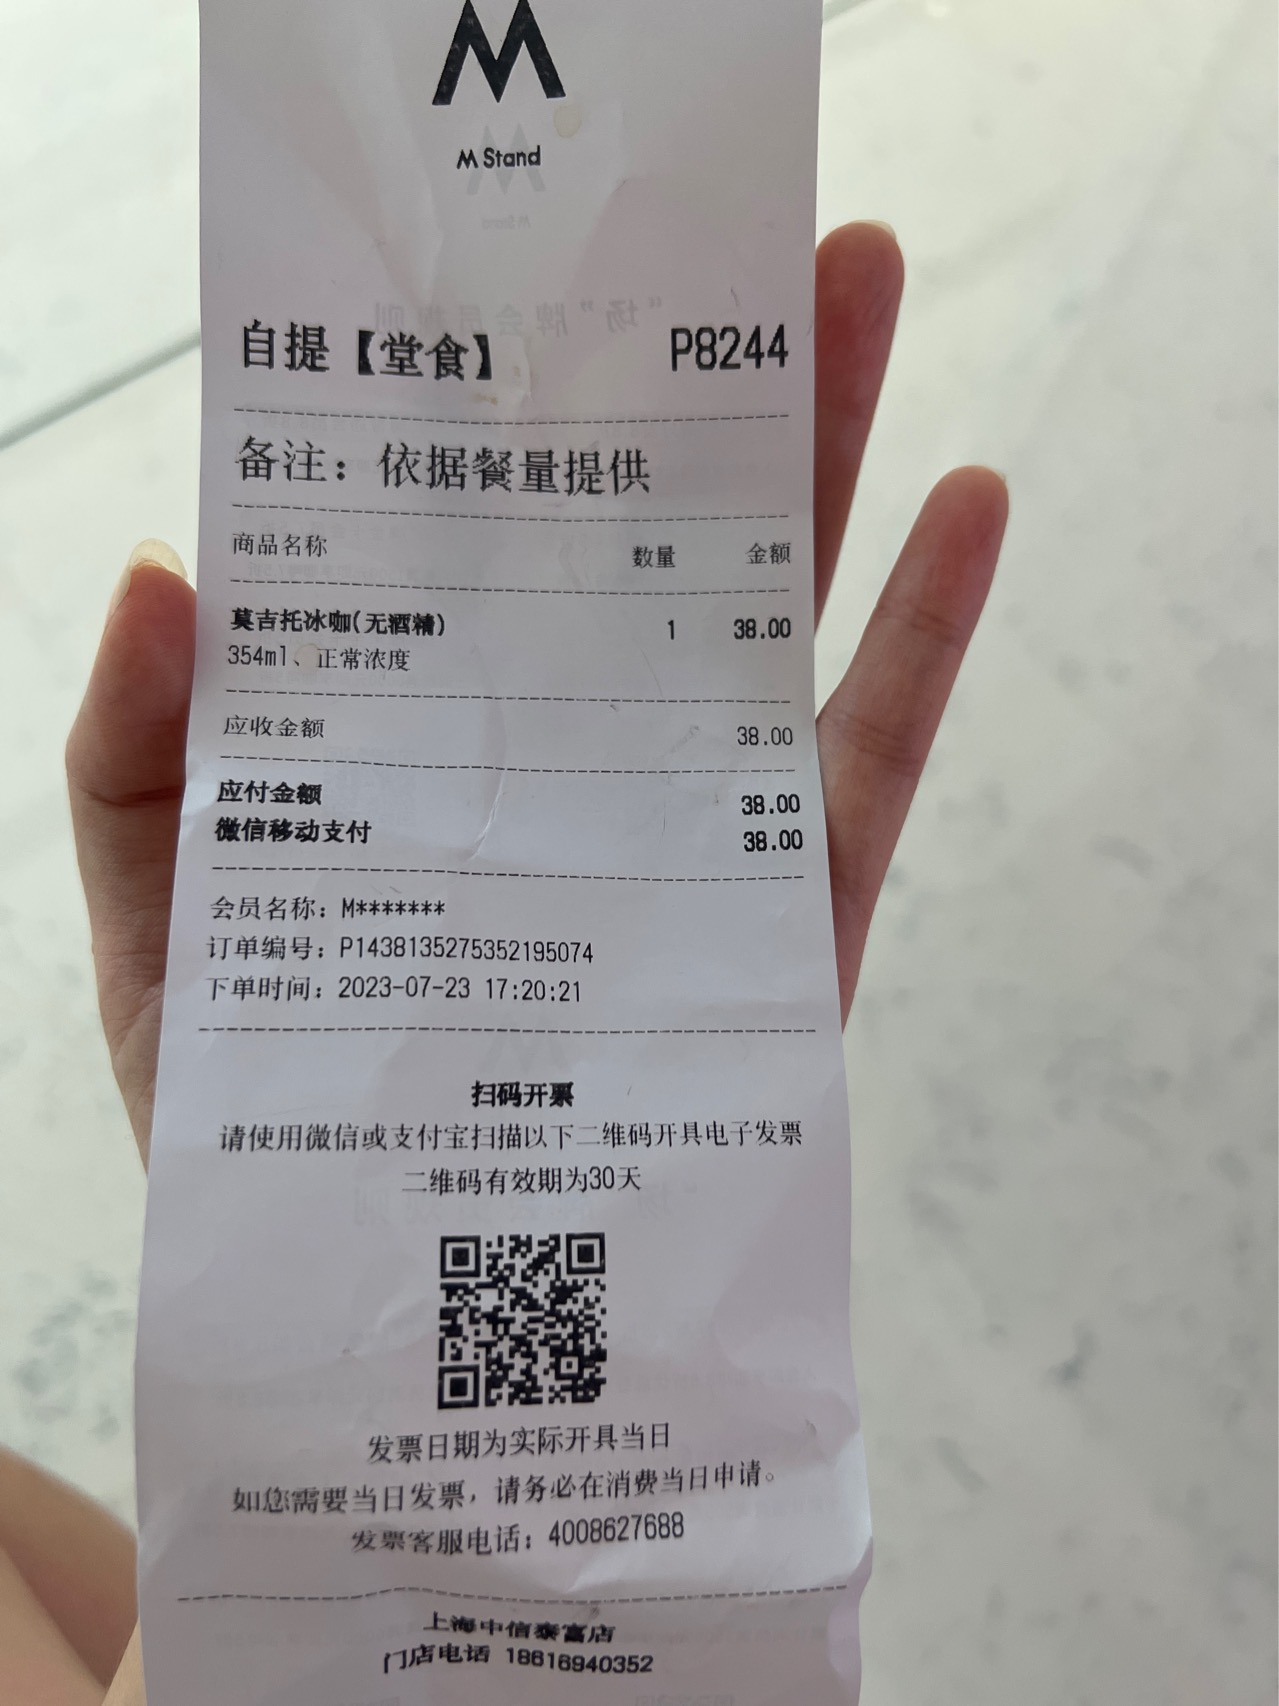 M Stand
自提【堂食】 P8244
备注：依据餐量提供
商品名称 数量 金额
莫吉托冰咖(无酒精) 1 38.00
354ml、正常浓度
应收金额 38.00
应付金额 38.00
微信移动支付 38.00
会员名称：M*******
订单编号：P1438135275352195074
下单时间：2023-07-23 17:20:21
扫码开票
请使用微信或支付宝扫描以下二维码开具电子发票
二维码有效期为30天
发票日期为实际开具当日
如您需要当日发票，请务必在消费当日申请。
发票客服电话：4008627688
上海中信泰富店
门店电话 18616940352